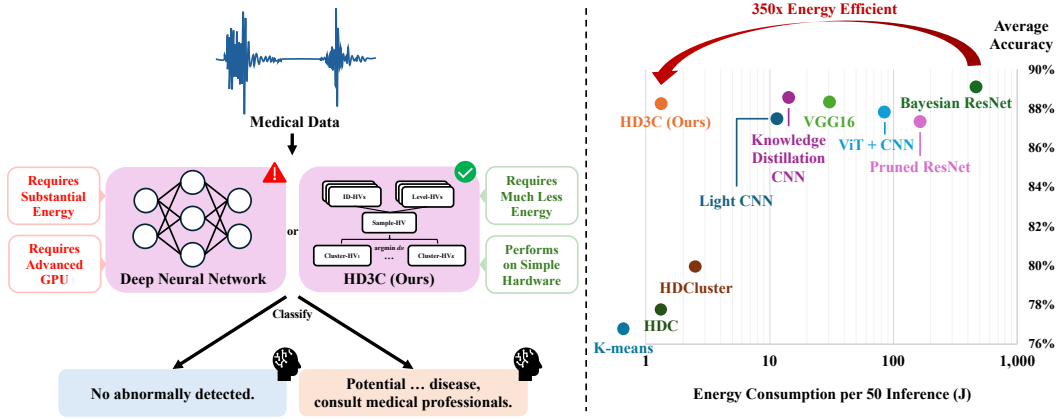 Medical Data
Requires
Substantial
Energy
Requires
Advanced
GPU
Deep Neural Network
or
ID-HVs
Level-HVs
Sample-HV
argmin de
Cluster-HV1
...
Cluster-HVK
HD3C (Ours)
Requires
Much Less
Energy
Performs
on Simple
Hardware
Classify
No abnormally detected.
Potential ... disease,
consult medical professionals.
350x Energy Efficient
Average
Accuracy
90%
88%
86%
84%
82%
80%
78%
76%
HD3C (Ours)
Bayesian ResNet
VGG16
Knowledge
Distillation
CNN
ViT + CNN
Pruned ResNet
Light CNN
HDCluster
HDC
K-means
1
10
100
1,000
Energy Consumption per 50 Inference (J)